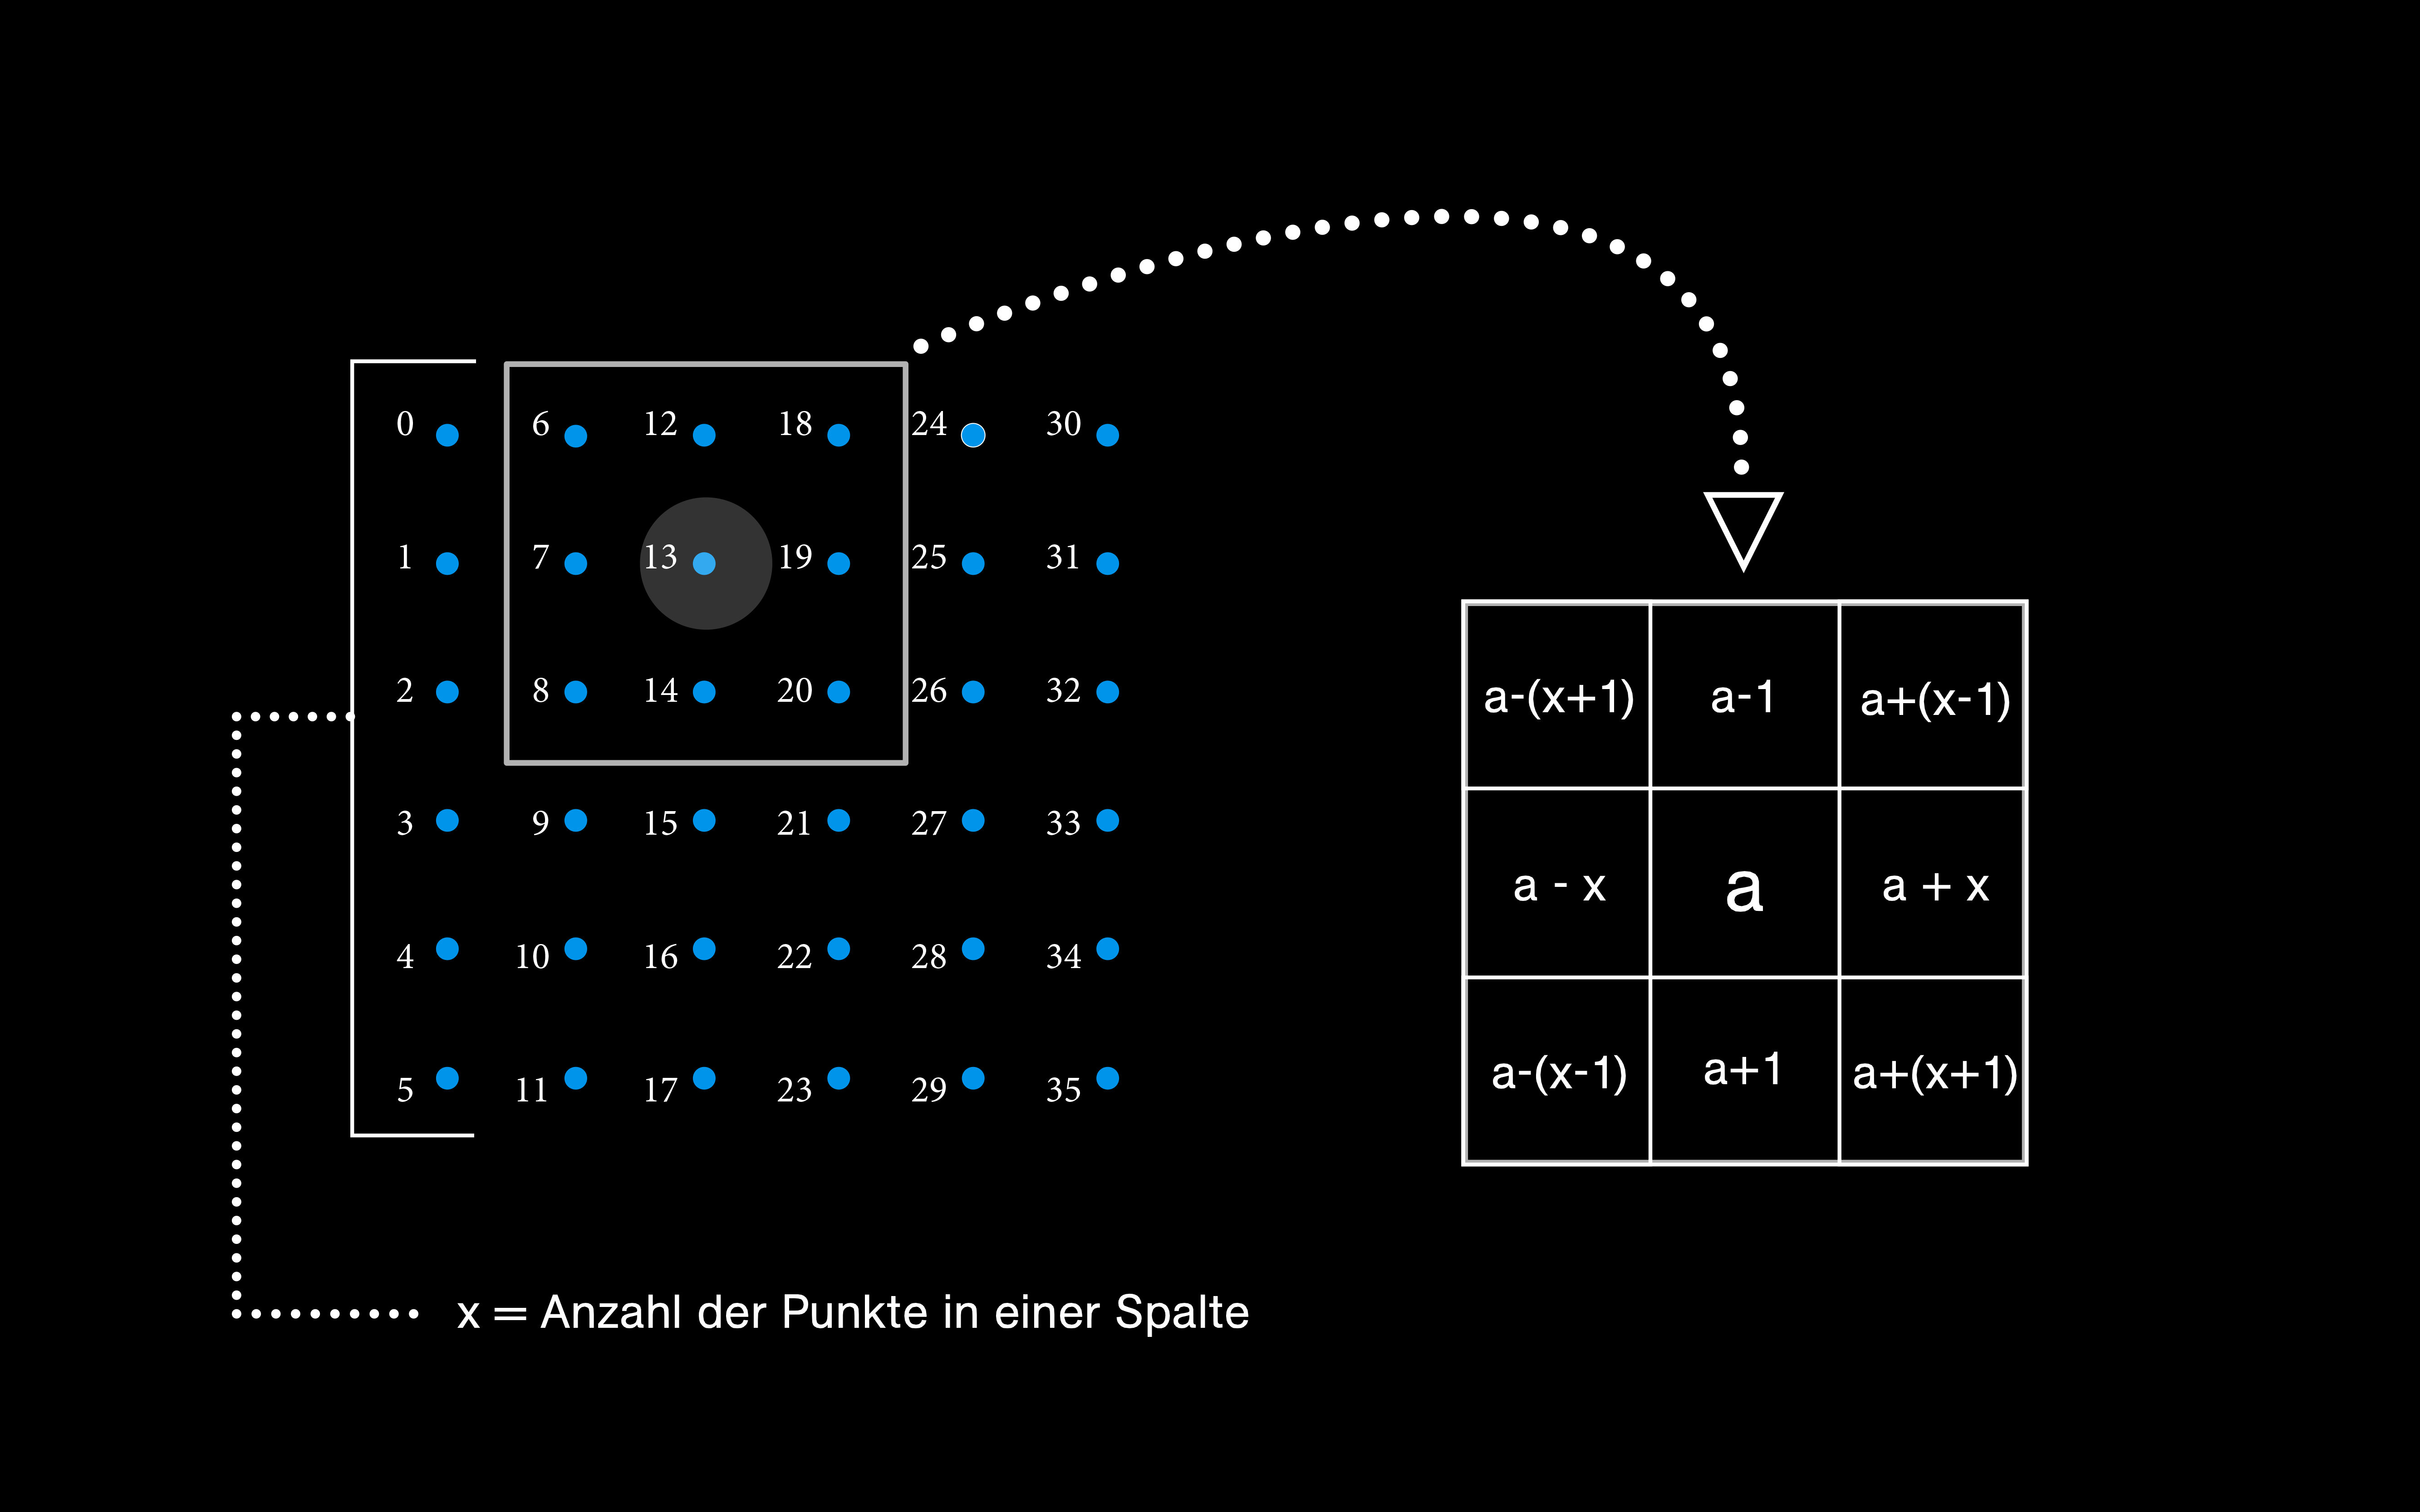 0 6 12 18 24 30
1 7 13 19 25 31
2 8 14 20 26 32
3 9 15 21 27 33
4 10 16 22 28 34
5 11 17 23 29 35
a-(x+1) a-1 a+(x-1)
a - x a a + x
a-(x-1) a+1 a+(x+1)
x = Anzahl der Punkte in einer Spalte